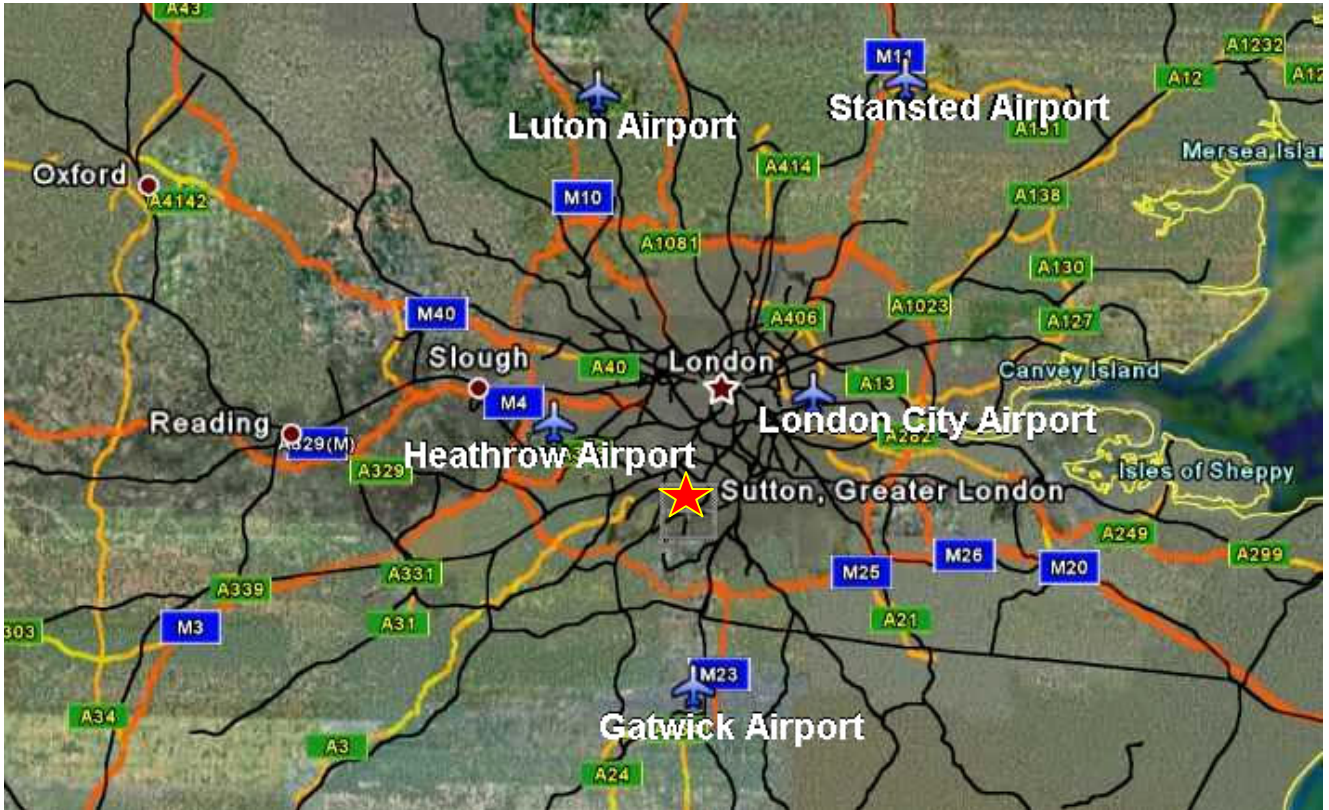 A43
A1232
M11
A12
A12
Luton Airport
Stansted Airport
A131
Mersea Islan
Oxford
A4142
A414
M10
A138
A1081
A130
M40
A1023
A406
A127
Slough
A40
London
Canvey Island
M4
A13
Reading
A329(M)
London City Airport
A282
A329
Heathrow Airport
Isles of Sheppy
Sutton, Greater London
A249
A299
M26
M25
M20
A331
A339
A31
A21
M3
303
M23
A34
Gatwick Airport
A3
A24